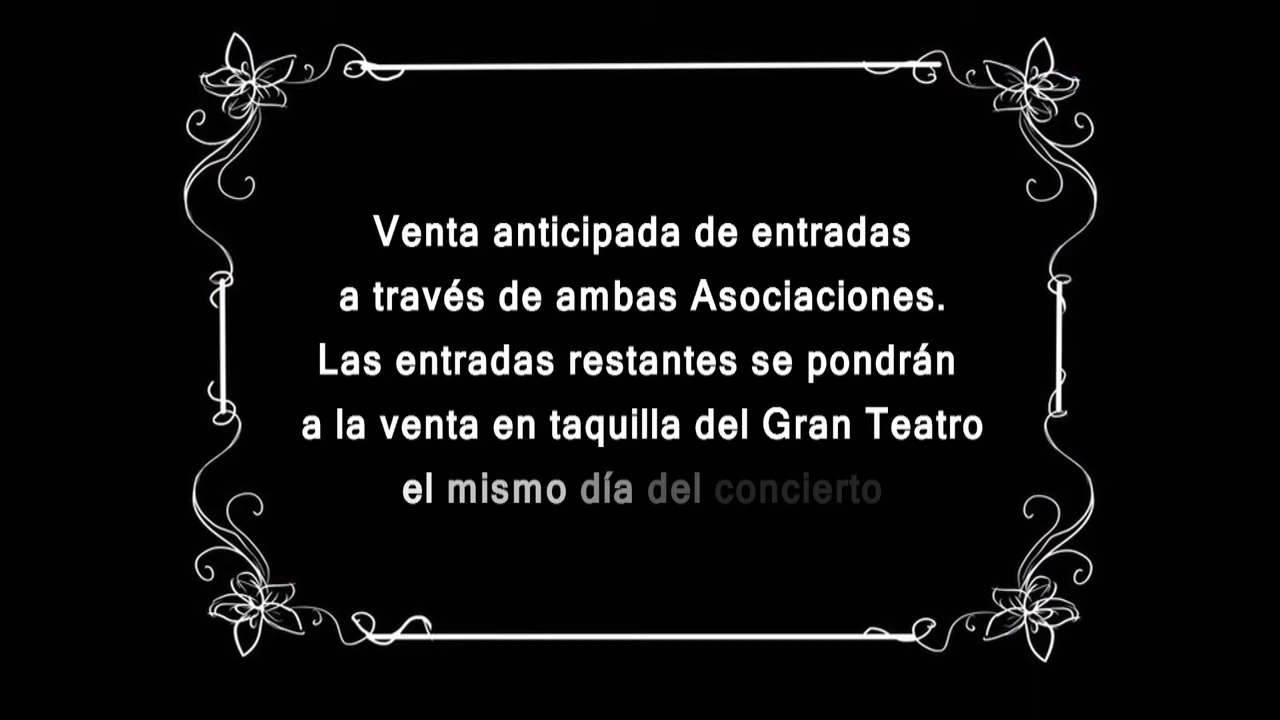 Venta anticipada de entradas
a través de ambas Asociaciones.
Las entradas restantes se pondrán
a la venta en taquilla del Gran Teatro
el mismo día del concierto